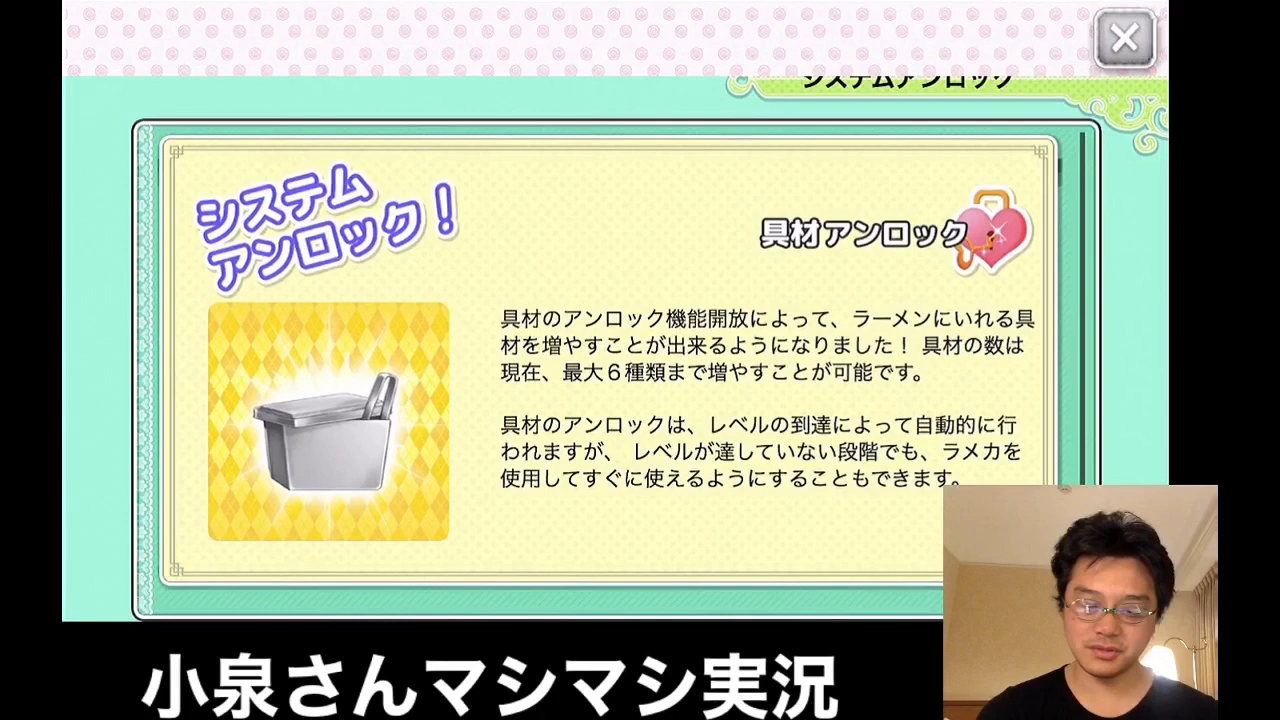 システムアンロック
システム
アンロック！
具材アンロック
具材のアンロック機能開放によって、ラーメンにいれる具
材を増やすことが出来るようになりました！ 具材の数は
現在、最大６種類まで増やすことが可能です。
具材のアンロックは、レベルの到達によって自動的に行
われますが、 レベルが達していない段階でも、ラメカを
使用してすぐに使えるようにすることもできます。
小泉さんマシマシ実況